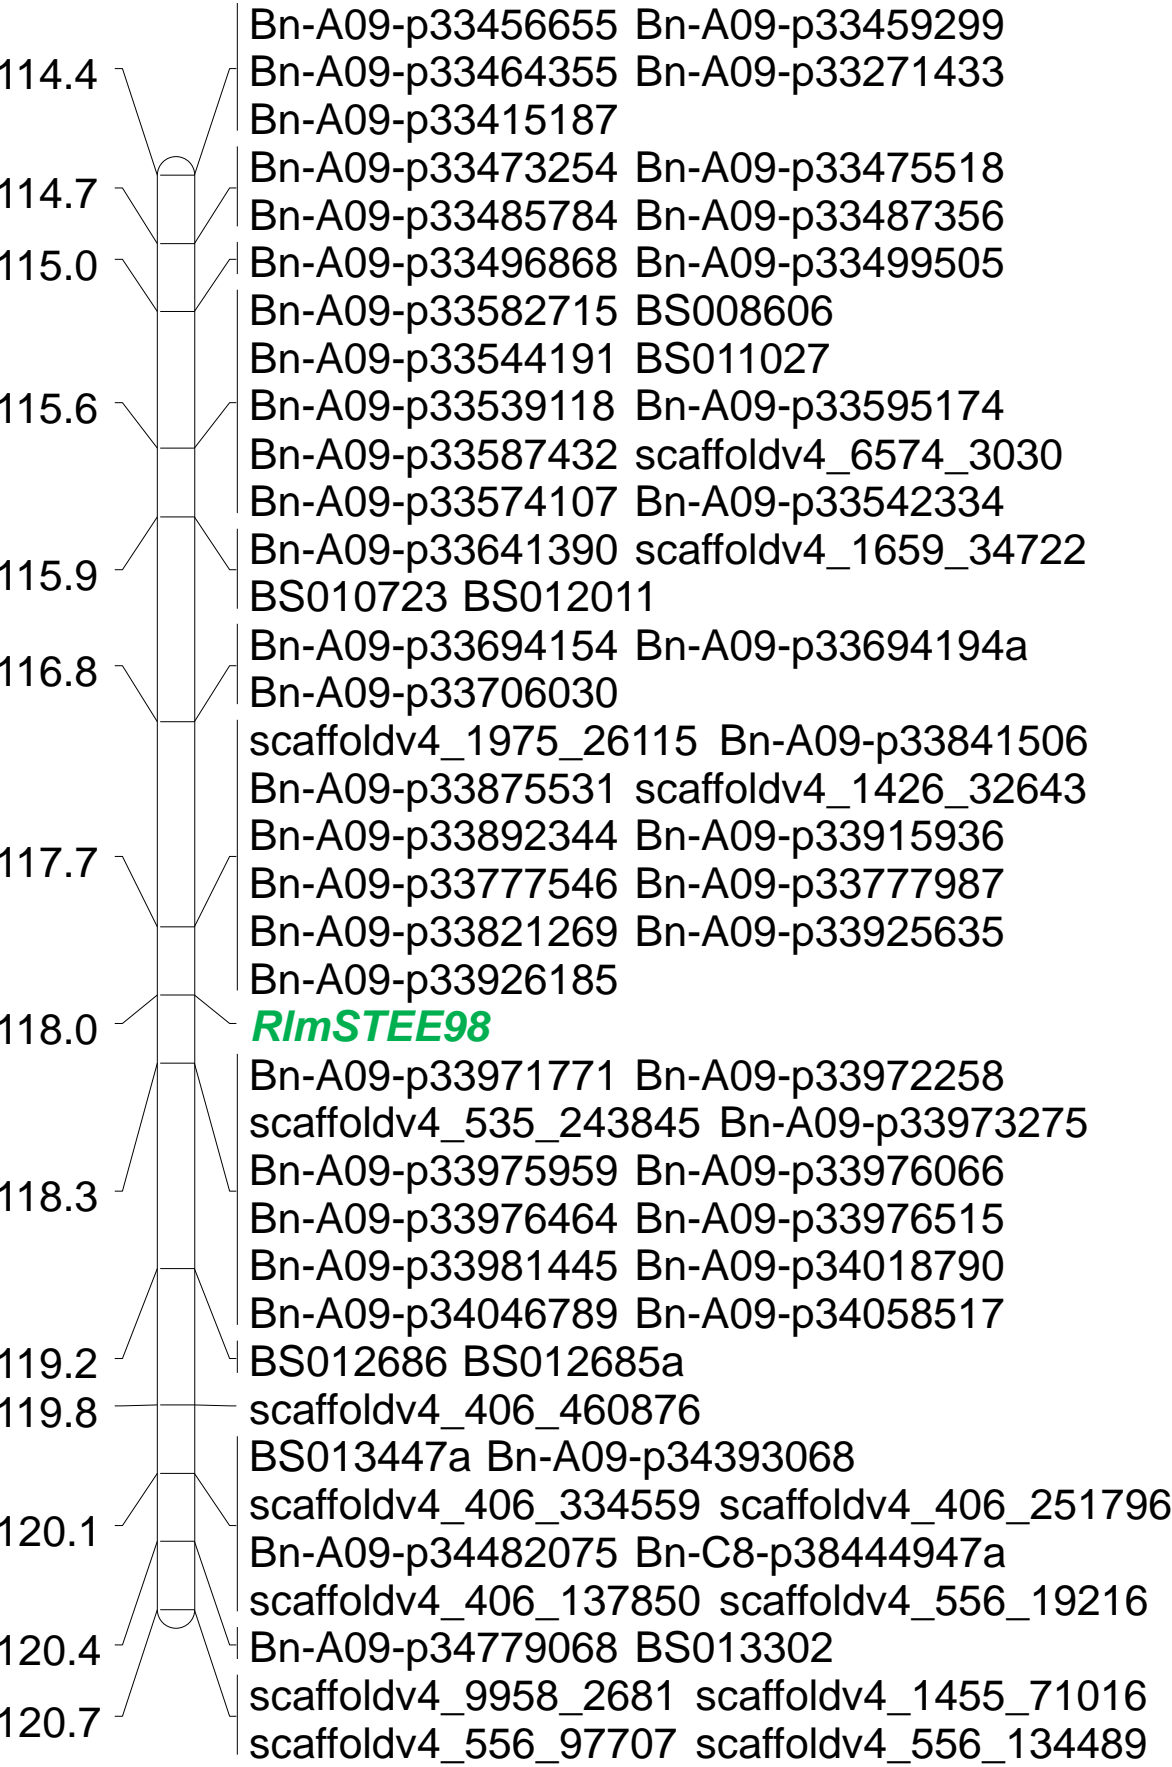 Bn-A09-p33456655 Bn-A09-p33459299
114.4 Bn-A09-p33464355 Bn-A09-p33271433
Bn-A09-p33415187
Bn-A09-p33473254 Bn-A09-p33475518
114.7
Bn-A09-p33485784 Bn-A09-p33487356
115.0 Bn-A09-p33496868 Bn-A09-p33499505
Bn-A09-p33582715 BS008606
Bn-A09-p33544191 BS011027
115.6 Bn-A09-p33539118 Bn-A09-p33595174
Bn-A09-p33587432 scaffoldv4_6574_3030
Bn-A09-p33574107 Bn-A09-p33542334
Bn-A09-p33641390 scaffoldv4_1659_34722
115.9
BS010723 BS012011
Bn-A09-p33694154 Bn-A09-p33694194a
116.8
Bn-A09-p33706030
scaffoldv4_1975_26115 Bn-A09-p33841506
Bn-A09-p33875531 scaffoldv4_1426_32643
Bn-A09-p33892344 Bn-A09-p33915936
117.7
Bn-A09-p33777546 Bn-A09-p33777987
Bn-A09-p33821269 Bn-A09-p33925635
Bn-A09-p33926185
118.0 RlmSTEE98
Bn-A09-p33971771 Bn-A09-p33972258
scaffoldv4_535_243845 Bn-A09-p33973275
Bn-A09-p33975959 Bn-A09-p33976066
118.3
Bn-A09-p33976464 Bn-A09-p33976515
Bn-A09-p33981445 Bn-A09-p34018790
Bn-A09-p34046789 Bn-A09-p34058517
119.2 BS012686 BS012685a
119.8 scaffoldv4_406_460876
BS013447a Bn-A09-p34393068
scaffoldv4_406_334559 scaffoldv4_406_251796
120.1
Bn-A09-p34482075 Bn-C8-p38444947a
scaffoldv4_406_137850 scaffoldv4_556_19216
120.4 Bn-A09-p34779068 BS013302
scaffoldv4_9958_2681 scaffoldv4_1455_71016
120.7
scaffoldv4_556_97707 scaffoldv4_556_134489